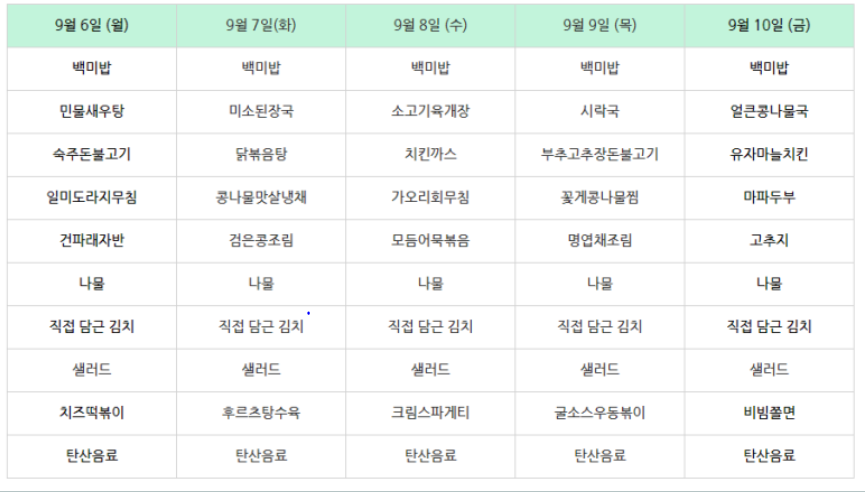 9월 6일 (월) 9월 7일(화) 9월 8일 (수) 9월 9일 (목) 9월 10일 (금)
백미밥 백미밥 백미밥 백미밥 백미밥
민물새우탕 미소된장국 소고기육개장 시락국 얼큰콩나물국
숙주돈불고기 닭볶음탕 치킨까스 부추고추장돈불고기 유자마늘치킨
일미도라지무침 콩나물맛살냉채 가오리회무침 꽃게콩나물찜 마파두부
건파래자반 검은콩조림 모듬어묵볶음 명엽채조림 고추지
나물 나물 나물 나물 나물
직접 담근 김치 직접 담근 김치 직접 담근 김치 직접 담근 김치 직접 담근 김치
샐러드 샐러드 샐러드 샐러드 샐러드
치즈떡볶이 후르츠탕수육 크림스파게티 굴소스우동볶이 비빔쫄면
탄산음료 탄산음료 탄산음료 탄산음료 탄산음료